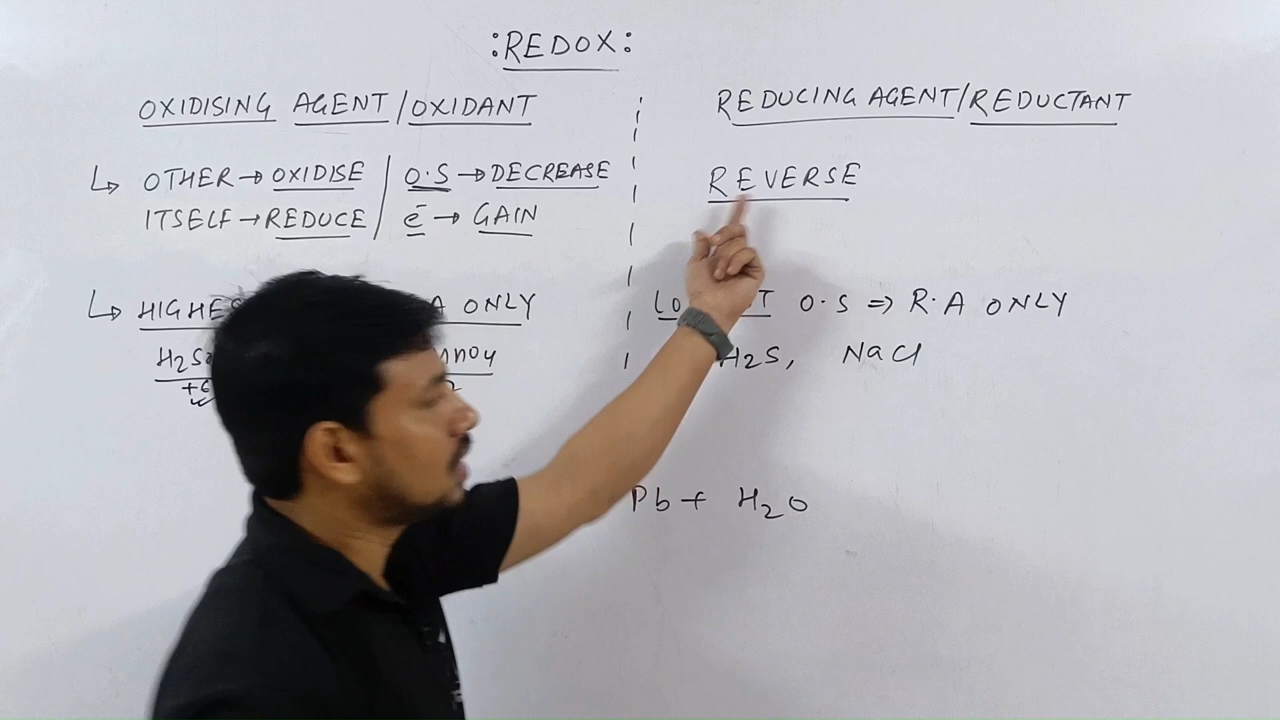 :REDOX:
OXIDISING AGENT/OXIDANT
↳ OTHER→OXIDISE / O.S→DECREASE
ITSELF→REDUCE / e⁻→ GAIN
↳ ONLY
+6
REDUCING AGENT/REDUCTANT
REVERSE
O.S ⇒ R.A ONLY
H2S, NaCl
Pb + H2O